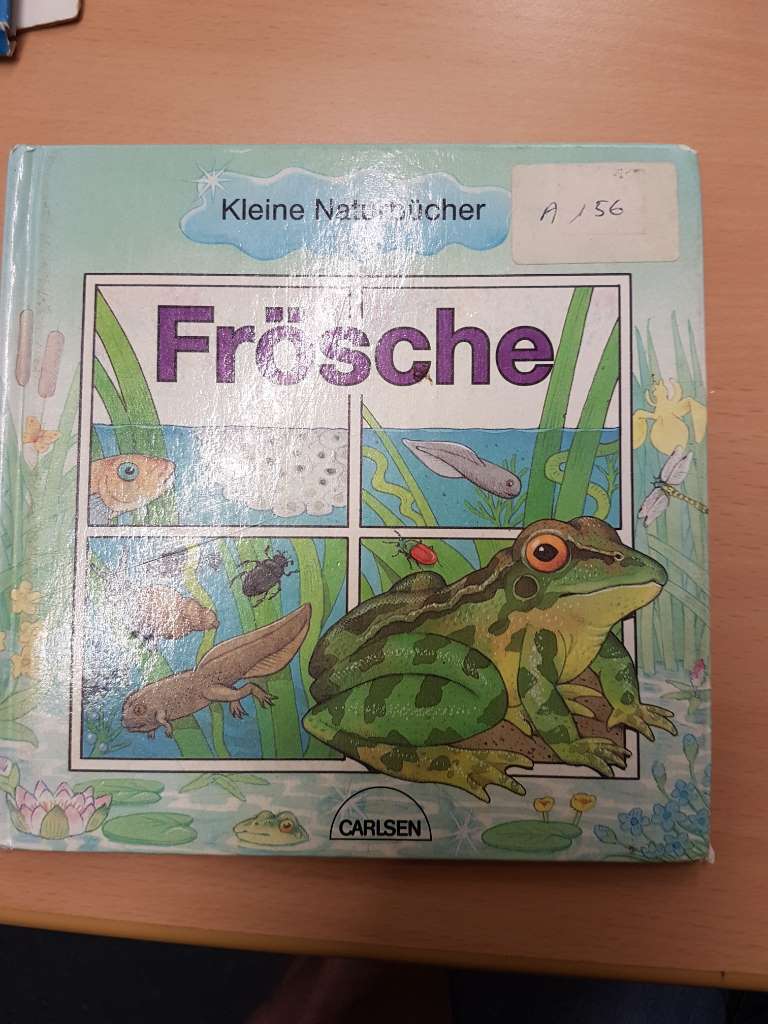 Kleine Naturbücher
A 156
Frösche
CARLSEN